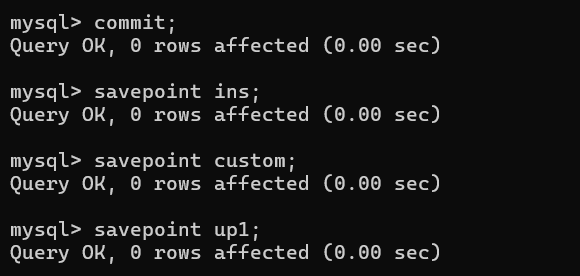 mysql> commit;
Query OK, 0 rows affected (0.00 sec)
mysql> savepoint ins;
Query OK, 0 rows affected (0.00 sec)
mysql> savepoint custom;
Query OK, 0 rows affected (0.00 sec)
mysql> savepoint up1;
Query OK, 0 rows affected (0.00 sec)